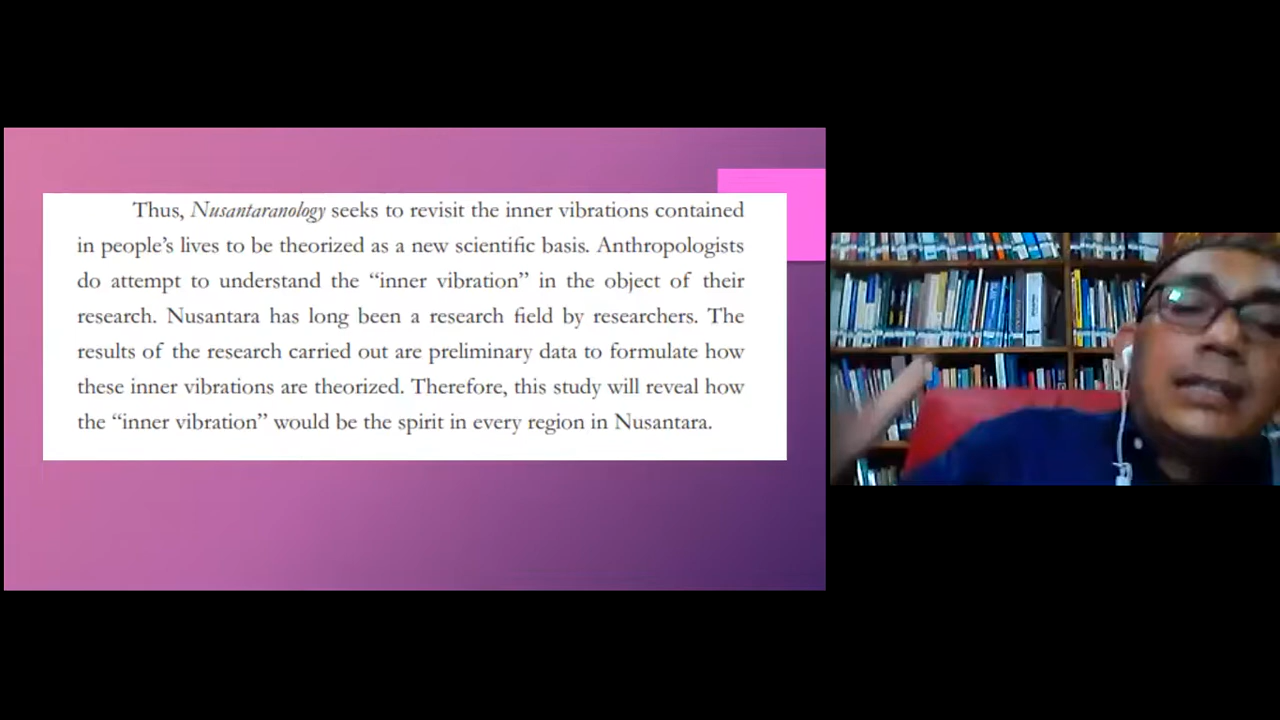 Thus, Nusantaranology seeks to revisit the inner vibrations contained
in people’s lives to be theorized as a new scientific basis. Anthropologists
do attempt to understand the “inner vibration” in the object of their
research. Nusantara has long been a research field by researchers. The
results of the research carried out are preliminary data to formulate how
these inner vibrations are theorized. Therefore, this study will reveal how
the “inner vibration” would be the spirit in every region in Nusantara.